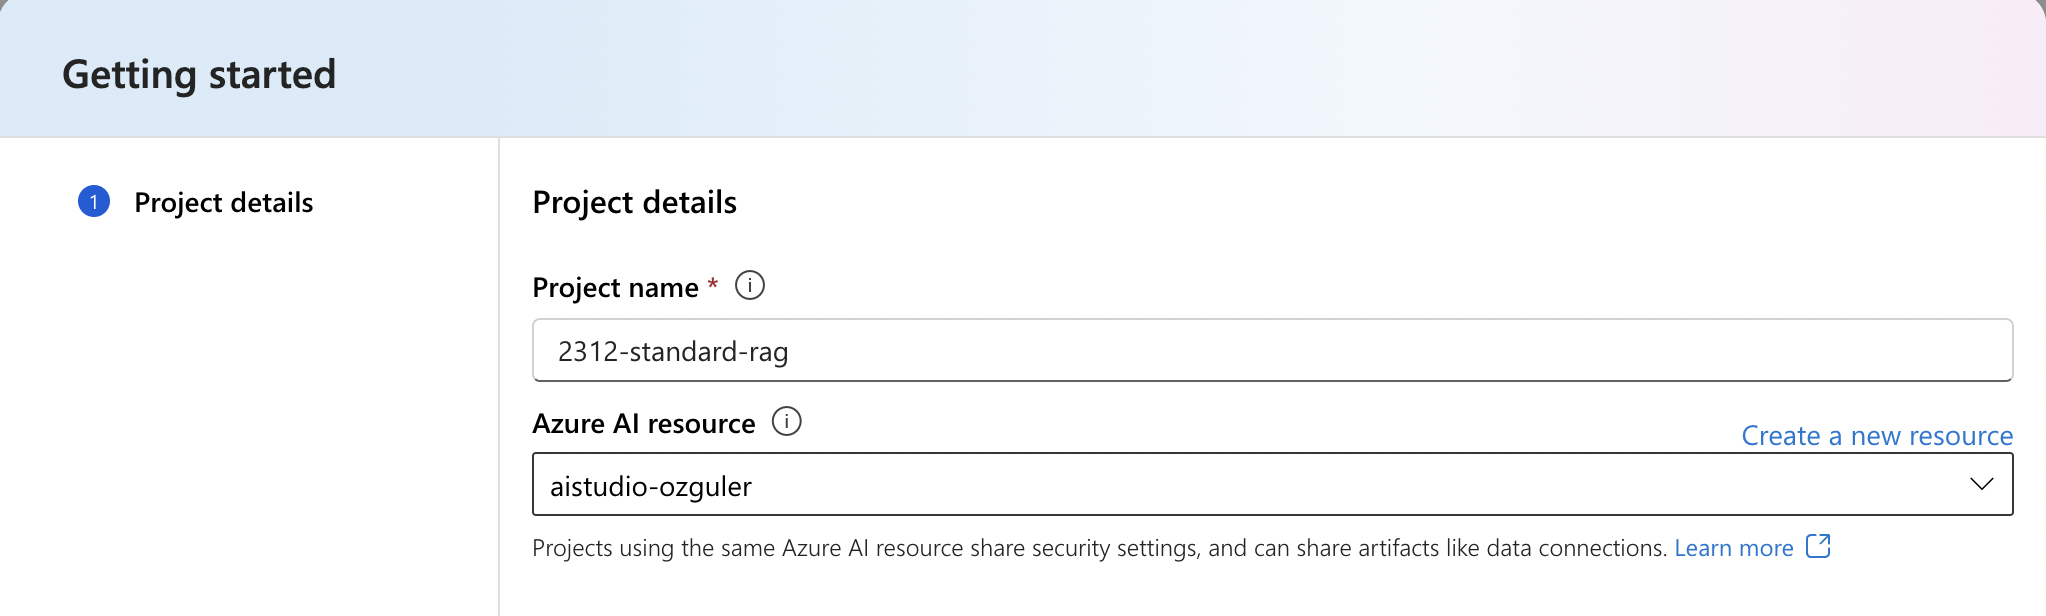 Getting started
1 Project details
Project details
Project name *
2312-standard-rag
Azure AI resource
Create a new resource
aistudio-ozguler
Projects using the same Azure AI resource share security settings, and can share artifacts like data connections. Learn more